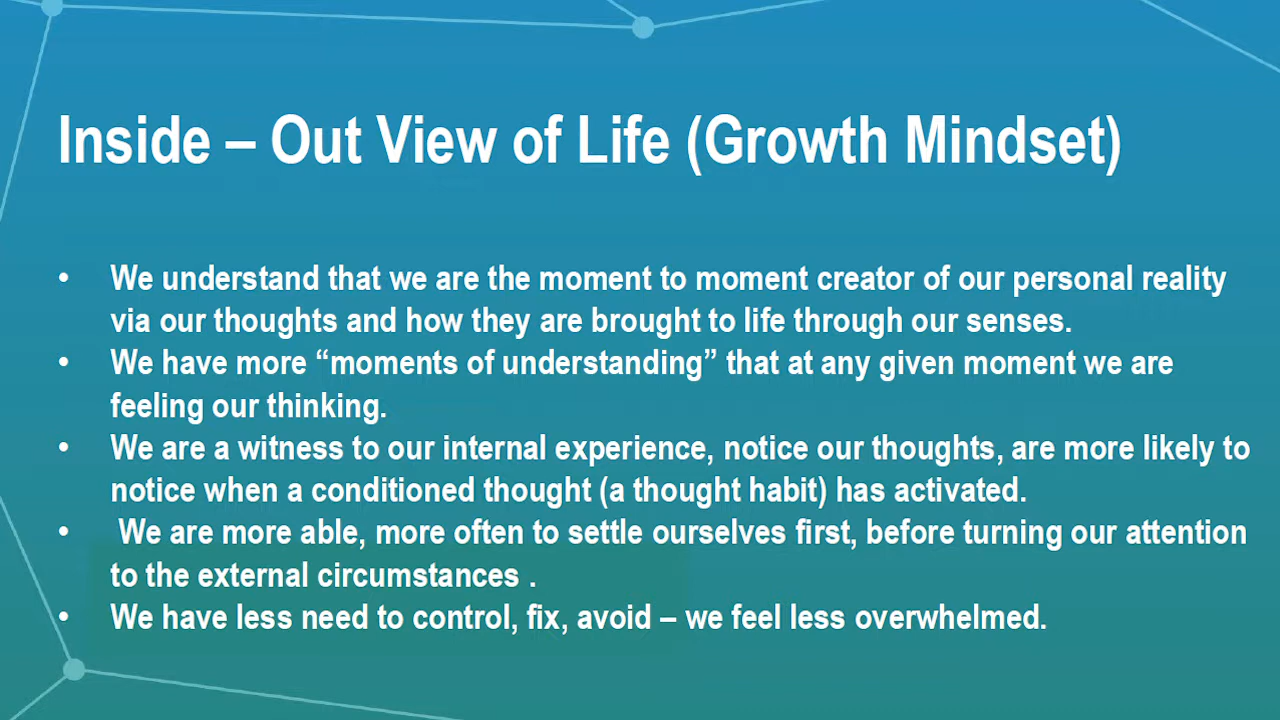 Inside – Out View of Life (Growth Mindset)
• We understand that we are the moment to moment creator of our personal reality
via our thoughts and how they are brought to life through our senses.
• We have more “moments of understanding” that at any given moment we are
feeling our thinking.
• We are a witness to our internal experience, notice our thoughts, are more likely to
notice when a conditioned thought (a thought habit) has activated.
• We are more able, more often to settle ourselves first, before turning our attention
to the external circumstances .
• We have less need to control, fix, avoid – we feel less overwhelmed.